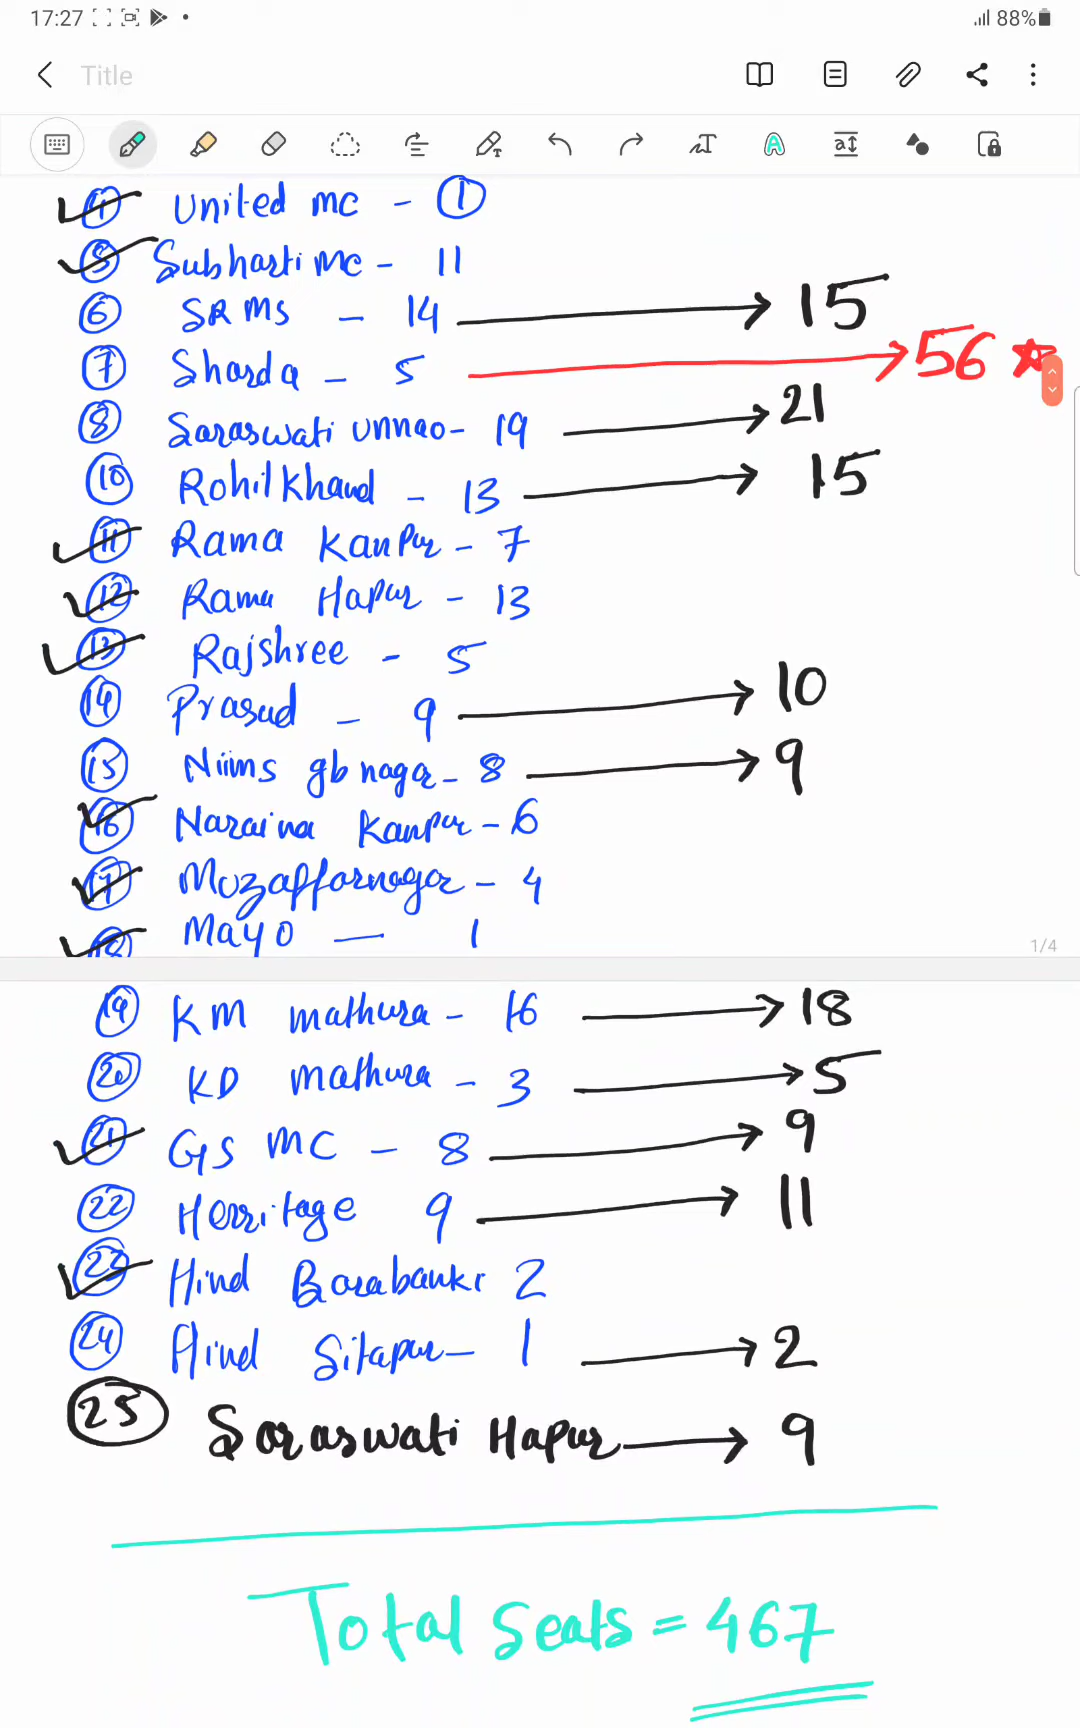 17:27 88%
Title
4 United mc - 1
5 Subharti mc - 11
6 SRMS - 14 → 15
7 Sharda - 5 → 56 ☆
8 Saraswati Unnao - 19 → 21
10 Rohilkhand - 13 → 15
11 Rama Kanpur - 7
12 Rama Hapur - 13
13 Rajshree - 5
14 Prasad - 9 → 10
15 Niims gb nagar - 8 → 9
16 Naraina Kanpur - 6
17 Muzaffarnagar - 4
18 Mayo — 1
1/4
19 KM mathura - 16 → 18
20 KD mathura - 3 → 5
21 GS MC - 8 → 9
22 Herritage 9 → 11
23 Hind Barabanki 2
24 Hind Sitapur - 1 → 2
25 Saraswati Hapur → 9
Total Seats = 467